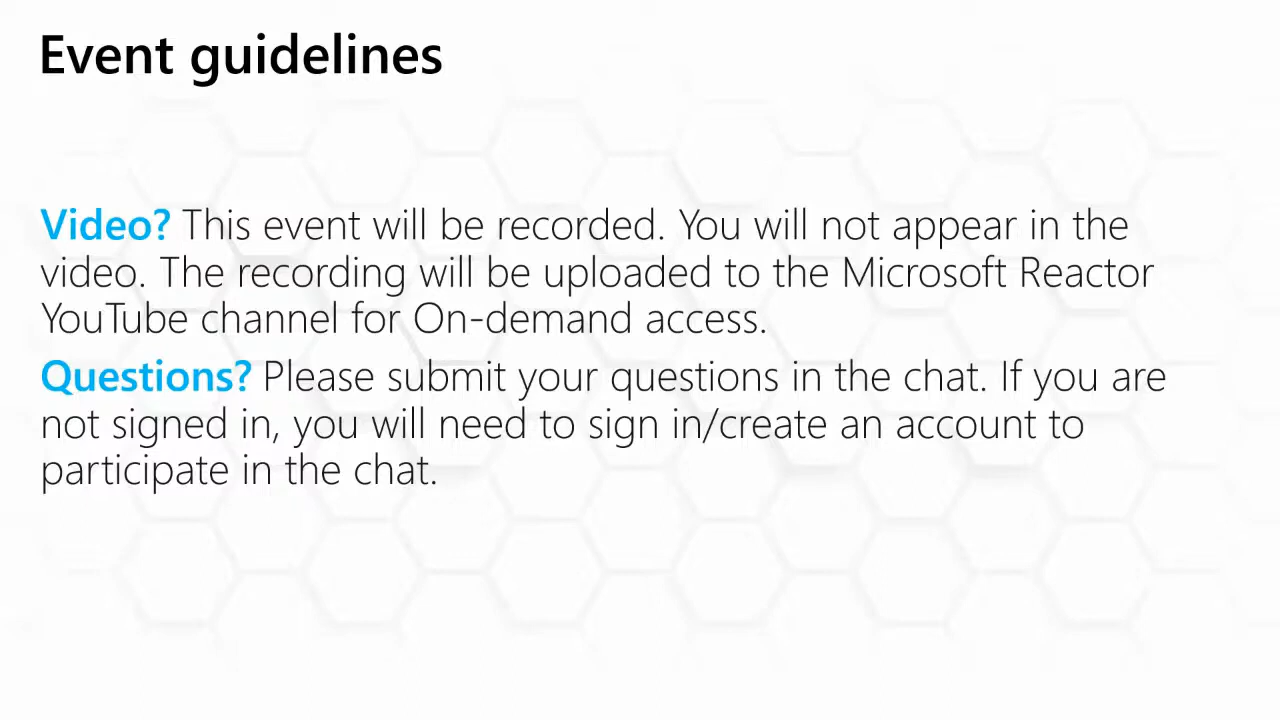 Event guidelines
Video? This event will be recorded. You will not appear in the
video. The recording will be uploaded to the Microsoft Reactor
YouTube channel for On-demand access.
Questions? Please submit your questions in the chat. If you are
not signed in, you will need to sign in/create an account to
participate in the chat.